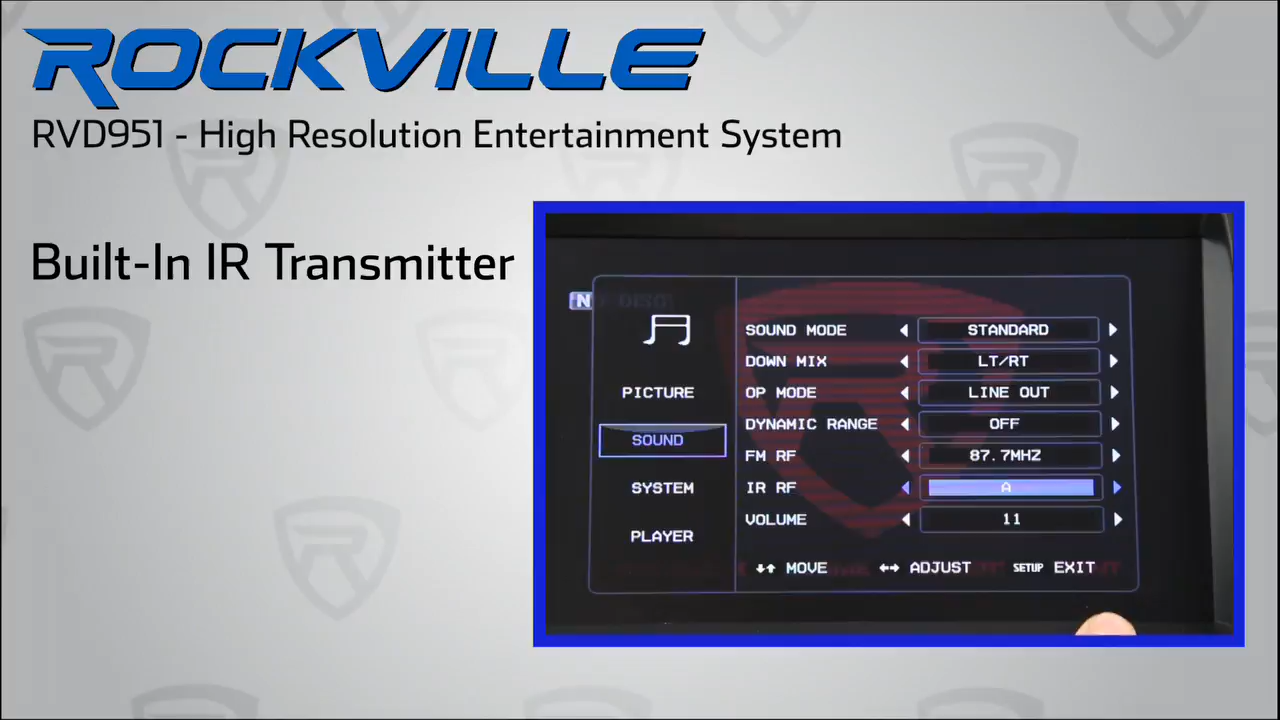 ROCKVILLE
RVD951 - High Resolution Entertainment System
Built-In IR Transmitter
SOUND MODE STANDARD
DOWN MIX LT/RT
PICTURE
OP MODE LINE OUT
DYNAMIC RANGE OFF
SOUND
FM RF 87.7MHZ
SYSTEM
IR RF A
VOLUME 11
PLAYER
MOVE ADJUST SETUP EXIT